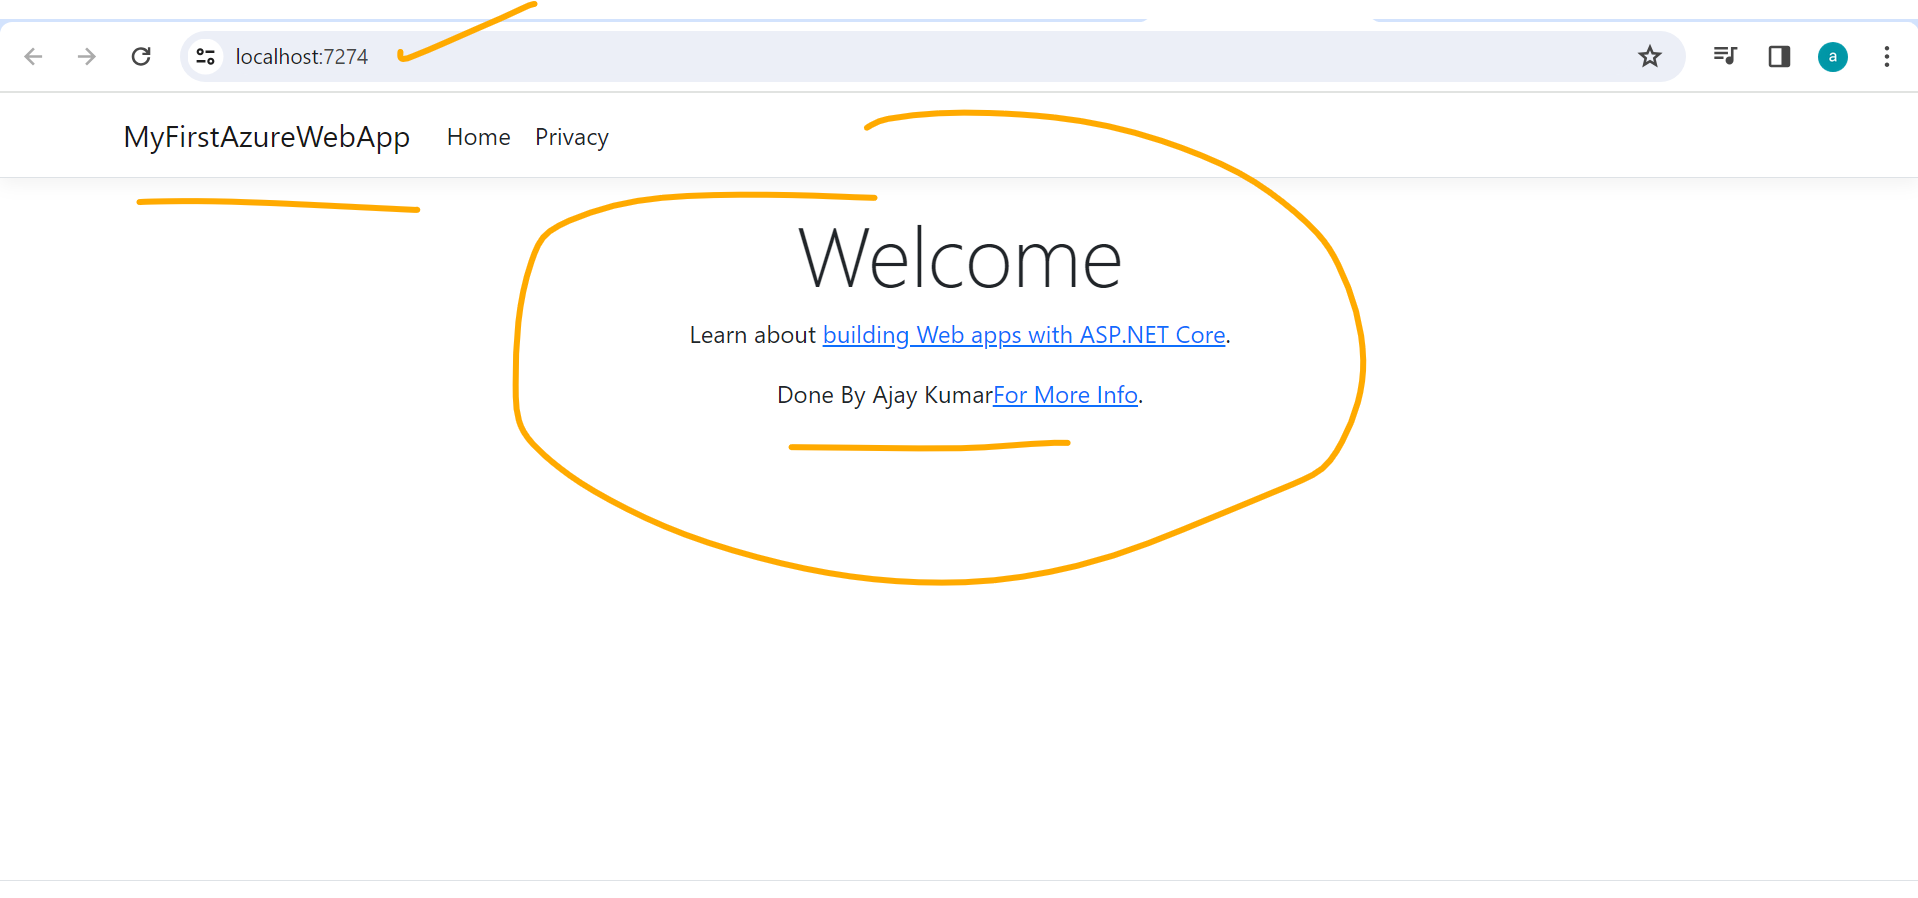 localhost:7274
a
MyFirstAzureWebApp Home Privacy
Welcome
Learn about building Web apps with ASP.NET Core.
Done By Ajay KumarFor More Info.